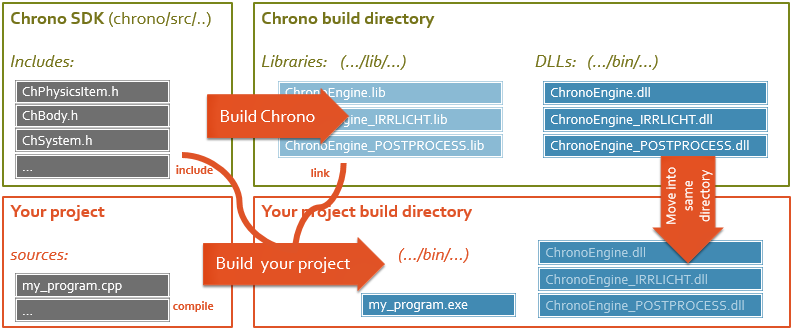 Chrono SDK (chrono/src/..)
Includes:
ChPhysicsItem.h
ChBody.h
ChSystem.h
...
include
Build Chrono
Chrono build directory
Libraries: (.../lib/...)
ChronoEngine.lib
ChronoEngine_IRRLICHT.lib
ChronoEngine_POSTPROCESS.lib
link
DLLs: (.../bin/...)
ChronoEngine.dll
ChronoEngine_IRRLICHT.dll
ChronoEngine_POSTPROCESS.dll
Move into
same
directory
Your project
sources:
my_program.cpp
...
compile
Build your project
Your project build directory
(.../bin/...)
my_program.exe
ChronoEngine.dll
ChronoEngine_IRRLICHT.dll
ChronoEngine_POSTPROCESS.dll